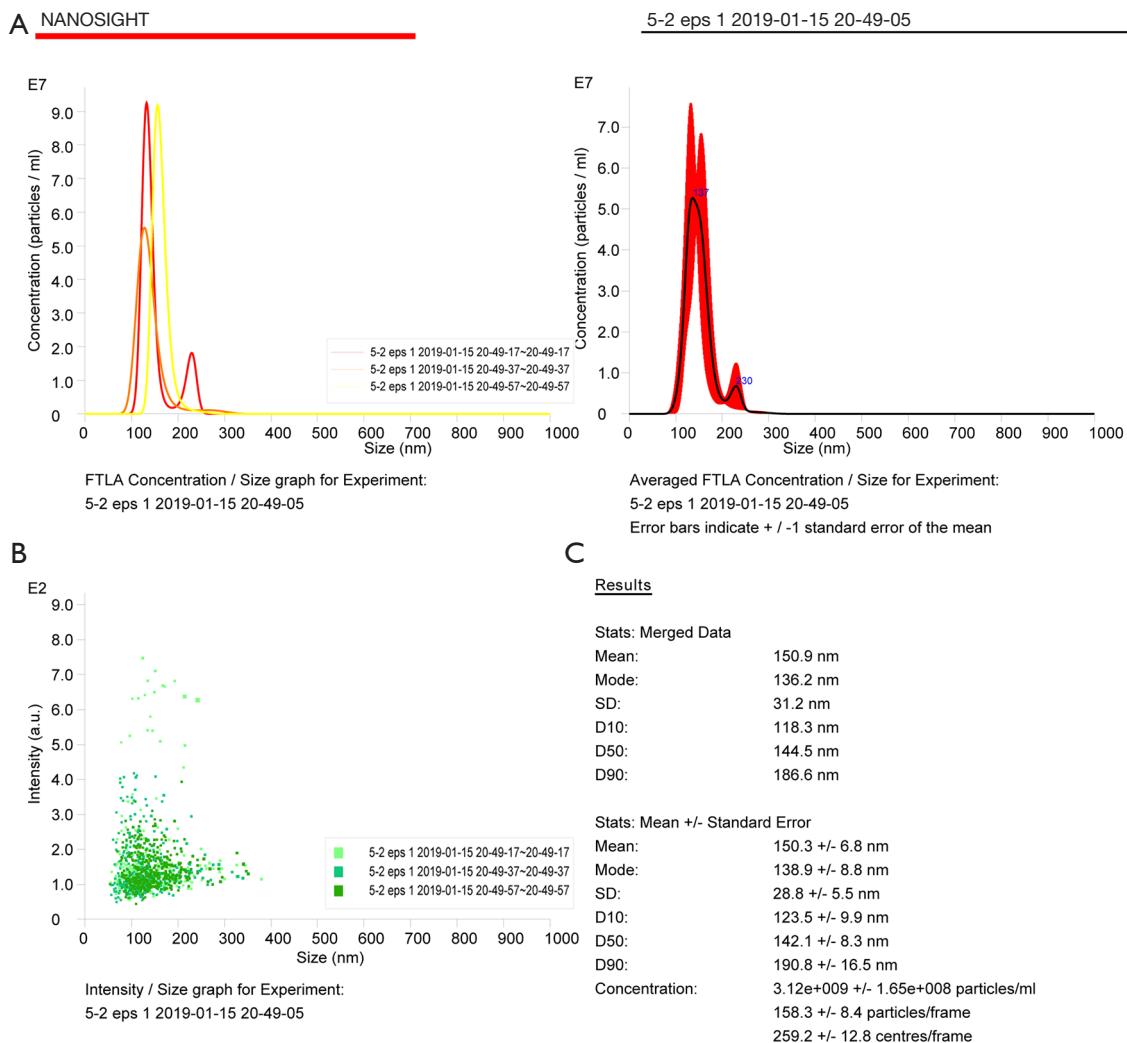 A NANOSIGHT
5-2 eps 1 2019-01-15 20-49-05
E7
Concentration (particles / ml)
9.0
8.0
7.0
6.0
5.0
4.0
3.0
2.0
1.0
0
0 100 200 300 400 500 600 700 800 900 1000
Size (nm)
5-2 eps 1 2019-01-15 20-49-17~20-49-17
5-2 eps 1 2019-01-15 20-49-37~20-49-37
5-2 eps 1 2019-01-15 20-49-57~20-49-57
FTLA Concentration / Size graph for Experiment:
5-2 eps 1 2019-01-15 20-49-05
E7
Concentration (particles / ml)
7.0
6.0
5.0
4.0
3.0
2.0
1.0
0
137
230
0 100 200 300 400 500 600 700 800 900 1000
Size (nm)
Averaged FTLA Concentration / Size for Experiment:
5-2 eps 1 2019-01-15 20-49-05
Error bars indicate + / -1 standard error of the mean
B
E2
Intensity (a.u.)
9.0
8.0
7.0
6.0
5.0
4.0
3.0
2.0
1.0
0
0 100 200 300 400 500 600 700 800 900 1000
Size (nm)
5-2 eps 1 2019-01-15 20-49-17~20-49-17
5-2 eps 1 2019-01-15 20-49-37~20-49-37
5-2 eps 1 2019-01-15 20-49-57~20-49-57
Intensity / Size graph for Experiment:
5-2 eps 1 2019-01-15 20-49-05
C
Results
Stats: Merged Data
Mean: 150.9 nm
Mode: 136.2 nm
SD: 31.2 nm
D10: 118.3 nm
D50: 144.5 nm
D90: 186.6 nm
Stats: Mean +/- Standard Error
Mean: 150.3 +/- 6.8 nm
Mode: 138.9 +/- 8.8 nm
SD: 28.8 +/- 5.5 nm
D10: 123.5 +/- 9.9 nm
D50: 142.1 +/- 8.3 nm
D90: 190.8 +/- 16.5 nm
Concentration: 3.12e+009 +/- 1.65e+008 particles/ml
158.3 +/- 8.4 particles/frame
259.2 +/- 12.8 centres/frame